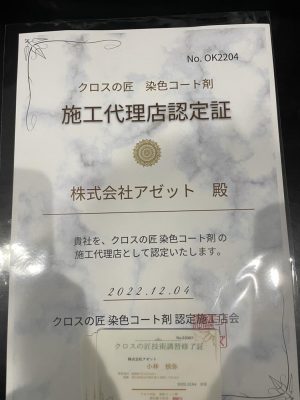 No. OK2204
クロスの匠 染色コート剤
施工代理店認定証
株式会社アゼット 殿
貴社を、クロスの匠 染色コート剤 の
施工代理店として認定いたします。
2022.12.04
クロスの匠 染色コート剤 認定施工店会
クロスの匠技術講習修了証
株式会社アゼット